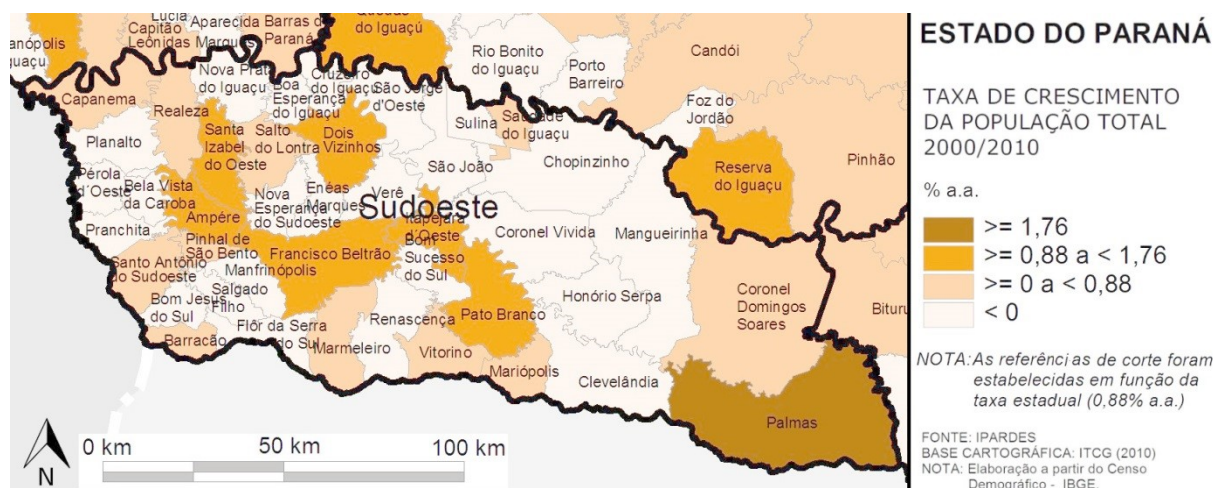 Lúcia
Aparecida
Barras do
Paraná
Capitão
Leônidas
Marques
Iguaçu
do Iguaçú
Rio Bonito
do Iguaçu
Porto
Barreiro
Candói
Nova Prata
do Iguaçu
Boa
Esperança
do Iguaçu
Cruzeiro
do Iguaçu
São Jorge
d'Oeste
Foz do
Jordão
Capanema
Realeza
Santa
Izabel
do Oeste
Salto
do Lontra
Dois
Vizinhos
Sulina
Saudade
do Iguaçu
Planalto
São João
Chopinzinho
Reserva
do Iguaçu
Pinhão
Pérola
d´Oeste
Bela Vista
da Caroba
Nova
Esperança
do Sudoeste
Enéas
Marques
Verê
Sudoeste
Ampére
Itapejara
d´Oeste
Pranchita
Pinhal de
São Bento
Francisco Beltrão
Bom
Sucesso
do Sul
Coronel Vivida
Mangueirinha
Santo Antônio
do Sudoeste
Manfrinópolis
Salgado
Filho
Bom Jesus
do Sul
Honório Serpa
Coronel
Domingos
Soares
Bituru
Flôr da Serra
do Sul
Renascença
Pato Branco
Barracão
Marmeleiro
Vitorino
Mariópolis
Clevelândia
Palmas
N
0 km
50 km
100 km
ESTADO DO PARANÁ
TAXA DE CRESCIMENTO
DA POPULAÇÃO TOTAL
2000/2010
% a.a.
>= 1,76
>= 0,88 a < 1,76
>= 0 a < 0,88
< 0
NOTA: As referências de corte foram
estabelecidas em função da
taxa estadual (0,88% a.a.)
FONTE: IPARDES
BASE CARTOGRÁFICA: ITCG (2010)
NOTA: Elaboração a partir do Censo
Demográfico - IBGE.